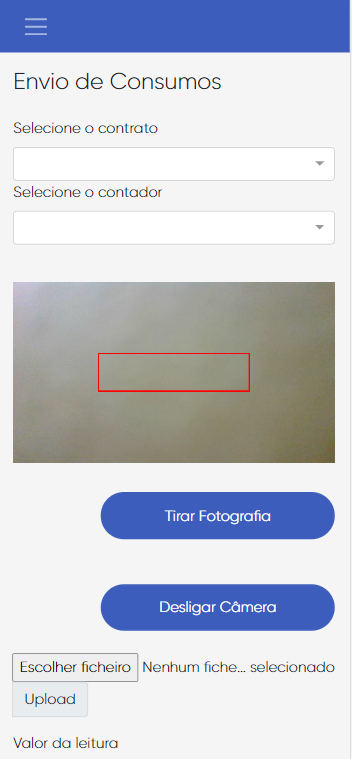 Envio de Consumos
Selecione o contrato
Selecione o contador
Tirar Fotografia
Desligar Câmera
Escolher ficheiro Nenhum fiche... selecionado
Upload
Valor da leitura